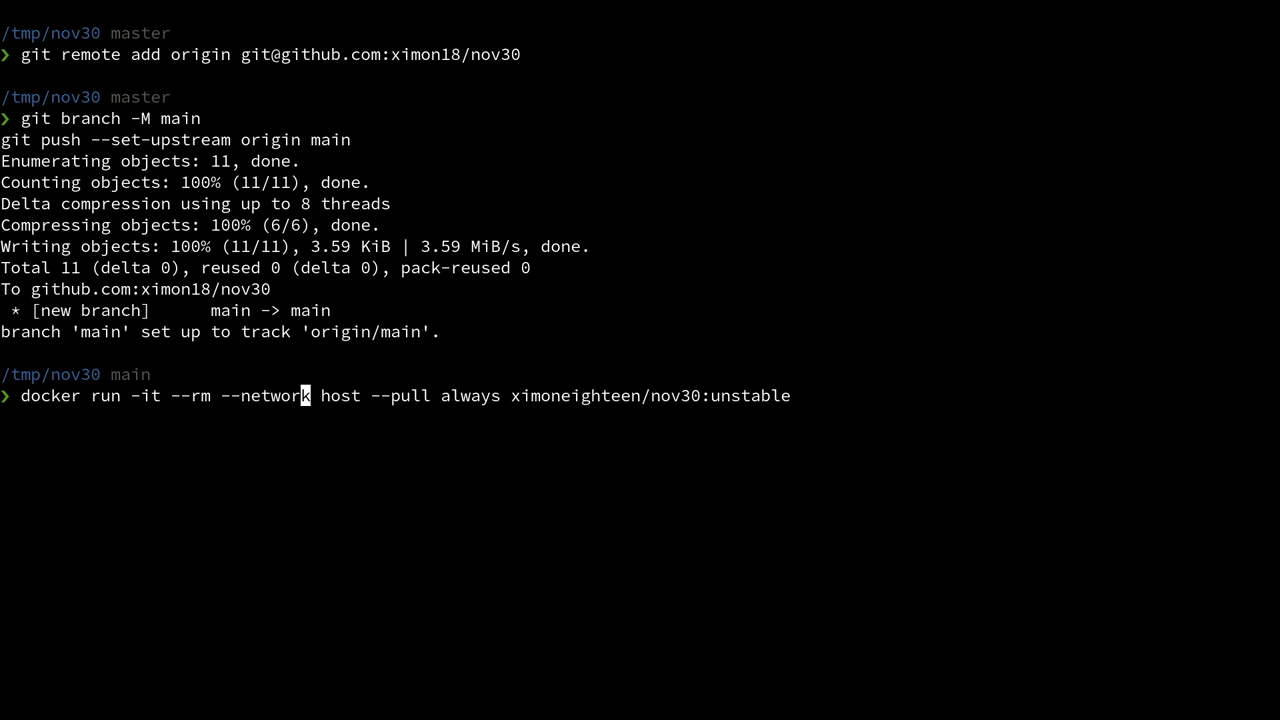 /tmp/nov30 master
❯ git remote add origin git@github.com:ximon18/nov30
/tmp/nov30 master
❯ git branch -M main
git push --set-upstream origin main
Enumerating objects: 11, done.
Counting objects: 100% (11/11), done.
Delta compression using up to 8 threads
Compressing objects: 100% (6/6), done.
Writing objects: 100% (11/11), 3.59 KiB | 3.59 MiB/s, done.
Total 11 (delta 0), reused 0 (delta 0), pack-reused 0
To github.com:ximon18/nov30
 * [new branch]      main -> main
branch 'main' set up to track 'origin/main'.
/tmp/nov30 main
❯ docker run -it --rm --network host --pull always ximoneighteen/nov30:unstable